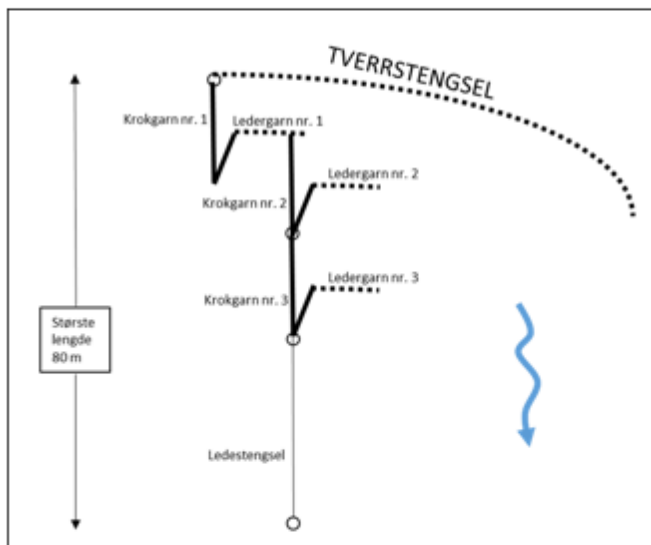 TVERRSTENGSEL
Krokgarn nr. 1
Ledergarn nr. 1
Ledergarn nr. 2
Krokgarn nr. 2
Ledergarn nr. 3
Krokgarn nr. 3
Største
lengde
80 m
Ledestengsel